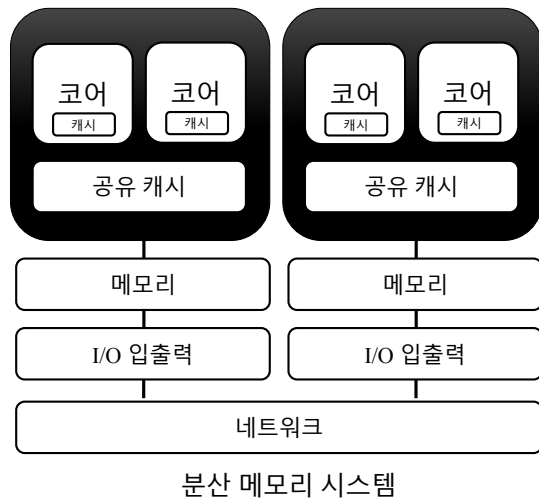 코어 코어 코어 코어
캐시 캐시 캐시 캐시
공유 캐시 공유 캐시
메모리 메모리
I/O 입출력 I/O 입출력
네트워크
분산 메모리 시스템